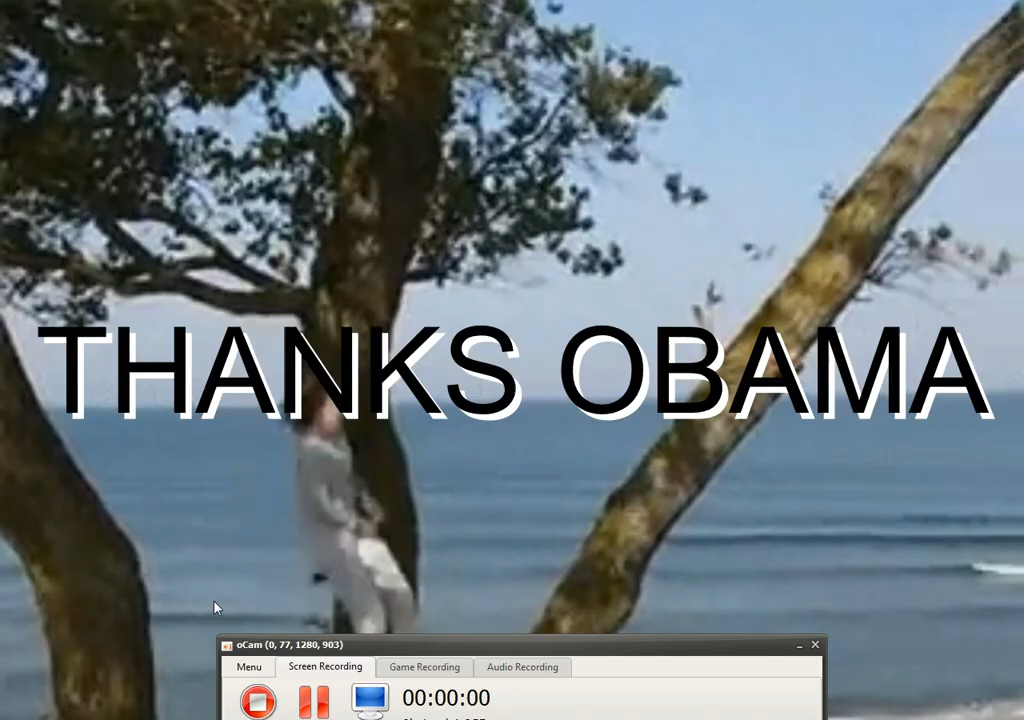 THANKS OBAMA
oCam (0, 77, 1280, 903)
Menu Screen Recording Game Recording Audio Recording
00:00:00